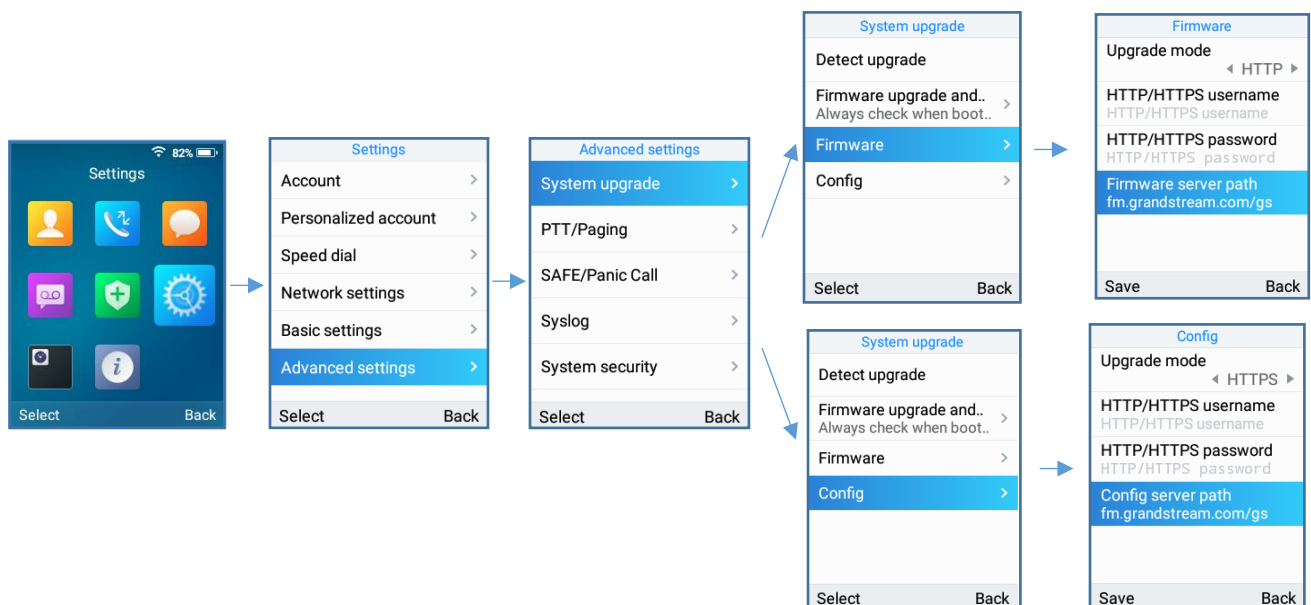 82%
Settings
Select Back
Settings
Account
Personalized account
Speed dial
Network settings
Basic settings
Advanced settings
Select Back
Advanced settings
System upgrade
PTT/Paging
SAFE/Panic Call
Syslog
System security
Select Back
System upgrade
Detect upgrade
Firmware upgrade and..
Always check when boot..
Firmware
Config
Select Back
Firmware
Upgrade mode
HTTP
HTTP/HTTPS username
HTTP/HTTPS username
HTTP/HTTPS password
HTTP/HTTPS password
Firmware server path
fm.grandstream.com/gs
Save Back
System upgrade
Detect upgrade
Firmware upgrade and..
Always check when boot..
Firmware
Config
Select Back
Config
Upgrade mode
HTTPS
HTTP/HTTPS username
HTTP/HTTPS username
HTTP/HTTPS password
HTTP/HTTPS password
Config server path
fm.grandstream.com/gs
Save Back